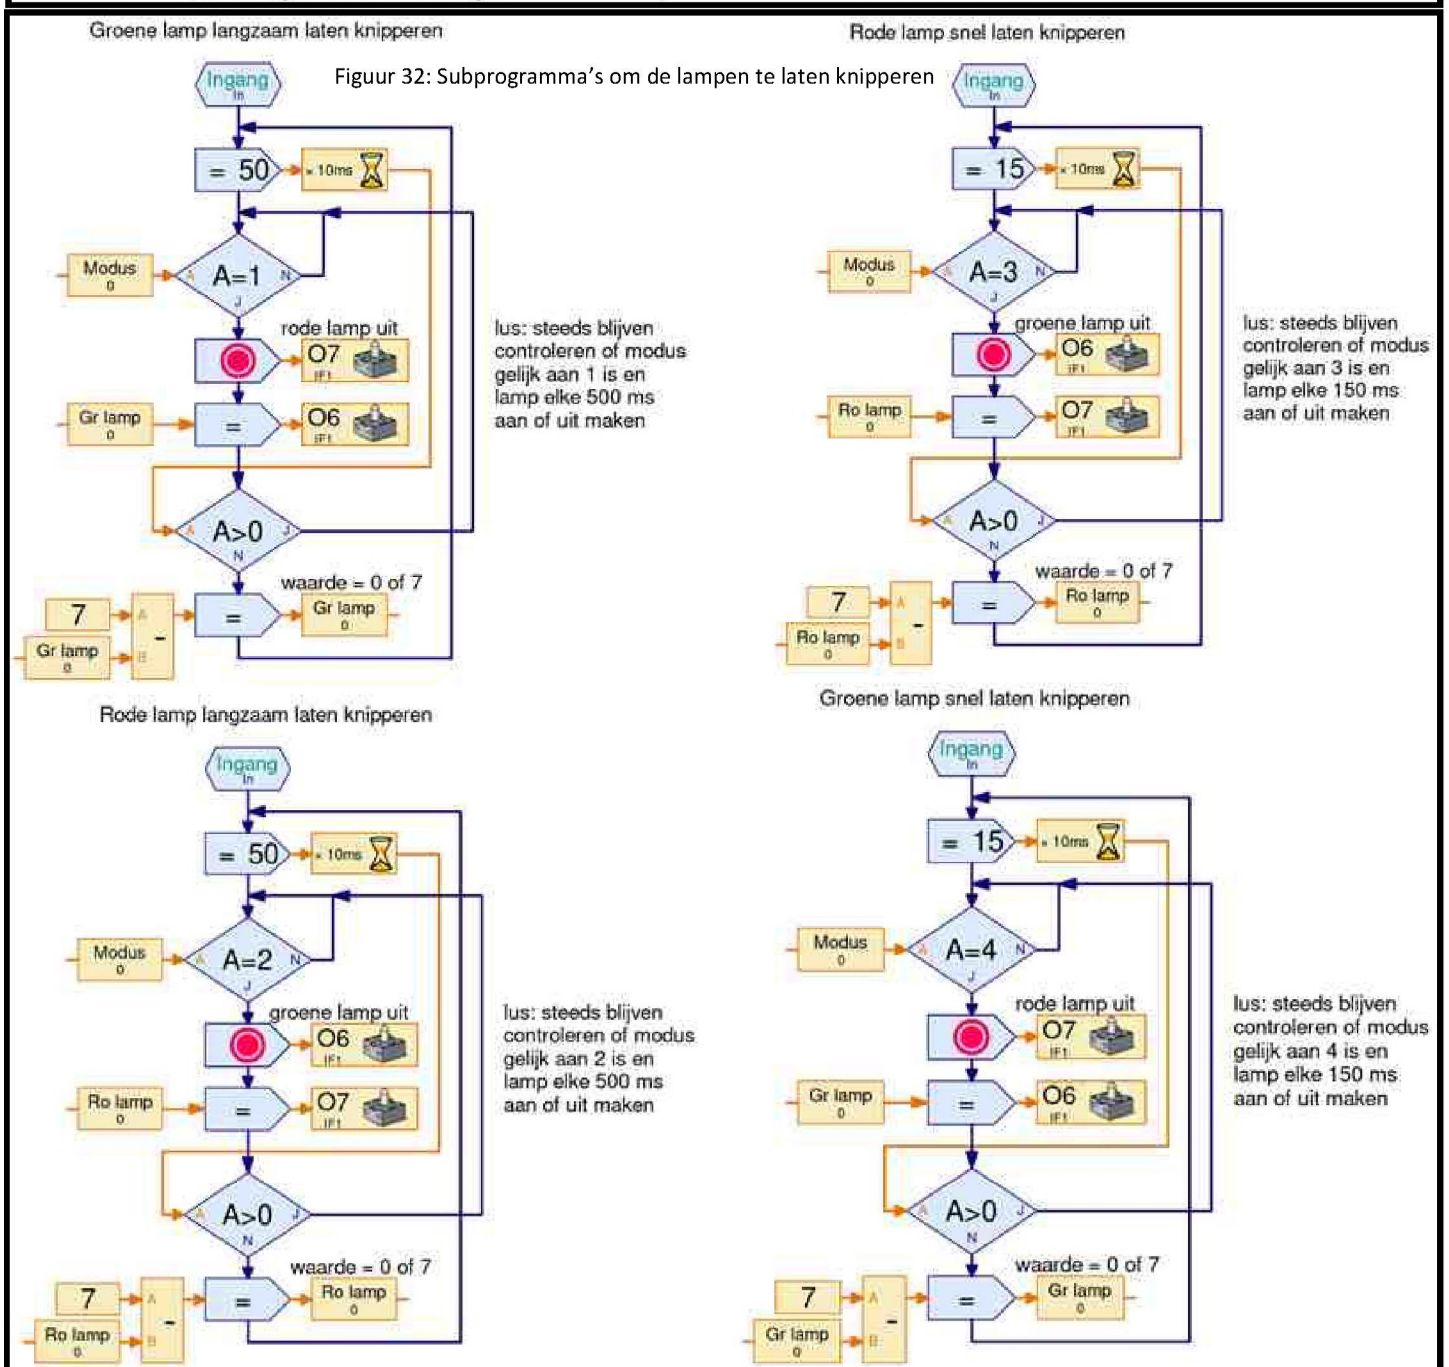 Groene lamp langzaam laten knipperen
Ingang
In
= 50
× 10ms
Modus
0
A
A=1
N
J
rode lamp uit
O7
IF1
Gr lamp
0
=
O6
IF1
A
A>0
J
N
waarde = 0 of 7
7
A
Gr lamp
0
B
-
=
Gr lamp
0
lus: steeds blijven
controleren of modus
gelijk aan 1 is en
lamp elke 500 ms
aan of uit maken
Figuur 32: Subprogramma's om de lampen te laten knipperen
Rode lamp snel laten knipperen
Ingang
In
= 15
× 10ms
Modus
0
A
A=3
N
J
groene lamp uit
O6
IF1
Ro lamp
0
=
O7
IF1
A
A>0
J
N
waarde = 0 of 7
7
A
Ro lamp
0
B
-
=
Ro lamp
0
lus: steeds blijven
controleren of modus
gelijk aan 3 is en
lamp elke 150 ms
aan of uit maken
Rode lamp langzaam laten knipperen
Ingang
In
= 50
× 10ms
Modus
0
A
A=2
N
J
groene lamp uit
O6
IF1
Ro lamp
0
=
O7
IF1
A
A>0
J
N
waarde = 0 of 7
7
A
Ro lamp
0
B
-
=
Ro lamp
0
lus: steeds blijven
controleren of modus
gelijk aan 2 is en
lamp elke 500 ms
aan of uit maken
Groene lamp snel laten knipperen
Ingang
In
= 15
× 10ms
Modus
0
A
A=4
N
J
rode lamp uit
O7
IF1
Gr lamp
0
=
O6
IF1
A
A>0
J
N
waarde = 0 of 7
7
A
Gr lamp
0
B
-
=
Gr lamp
0
lus: steeds blijven
controleren of modus
gelijk aan 4 is en
lamp elke 150 ms
aan of uit maken